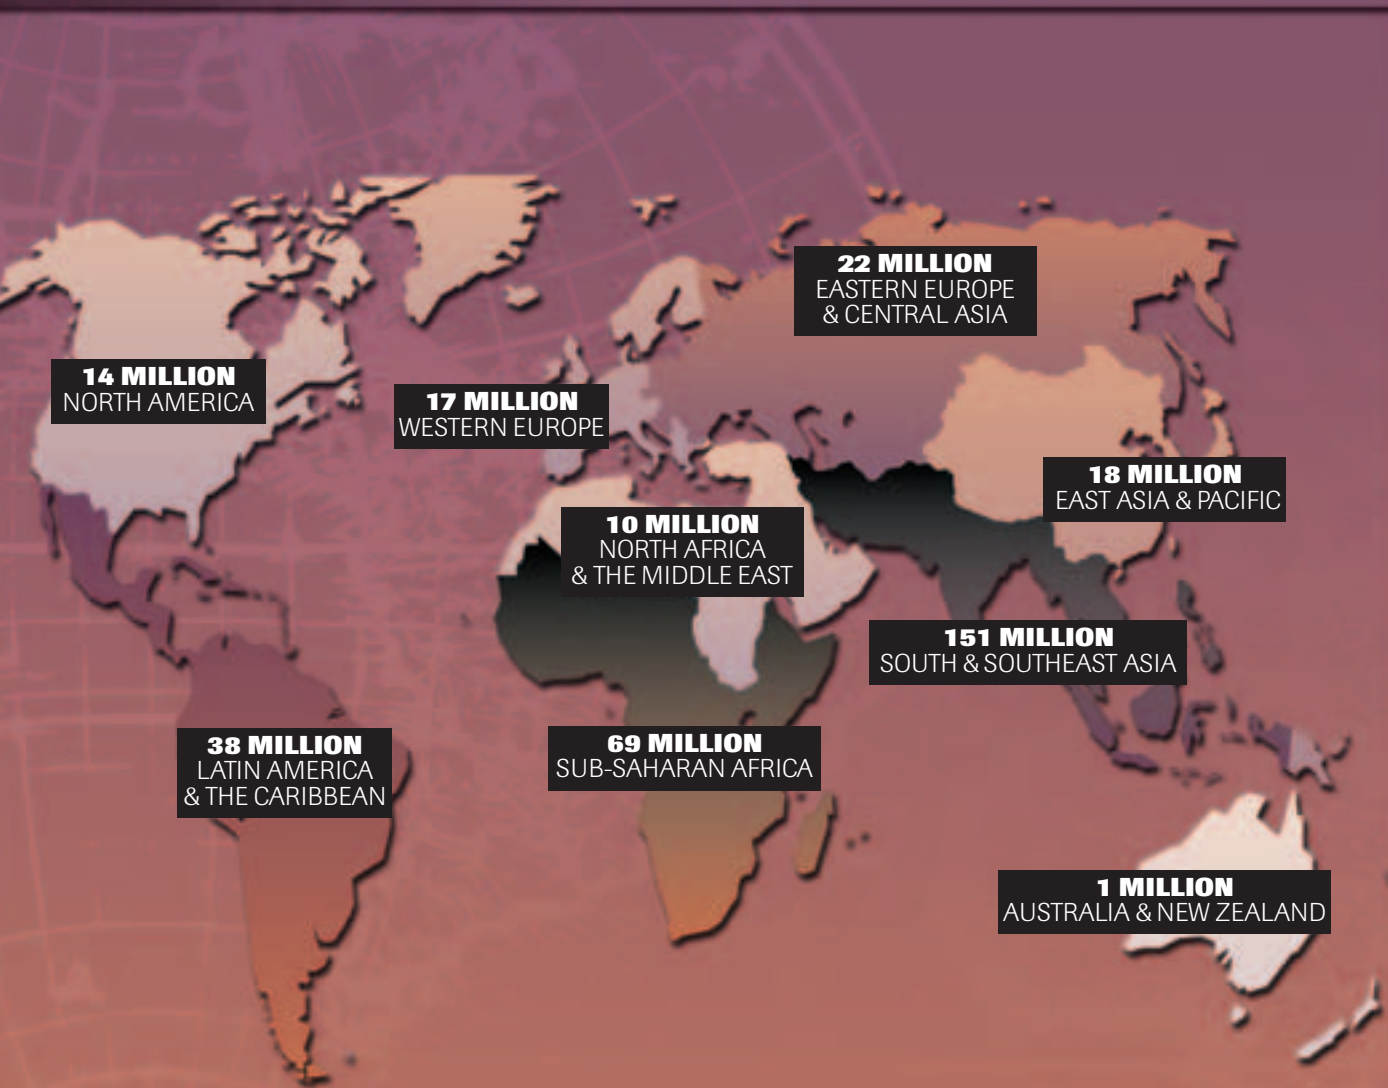 22 MILLION
EASTERN EUROPE
& CENTRAL ASIA
14 MILLION
NORTH AMERICA
17 MILLION
WESTERN EUROPE
18 MILLION
EAST ASIA & PACIFIC
10 MILLION
NORTH AFRICA
& THE MIDDLE EAST
151 MILLION
SOUTH & SOUTHEAST ASIA
38 MILLION
LATIN AMERICA
& THE CARIBBEAN
69 MILLION
SUB-SAHARAN AFRICA
1 MILLION
AUSTRALIA & NEW ZEALAND